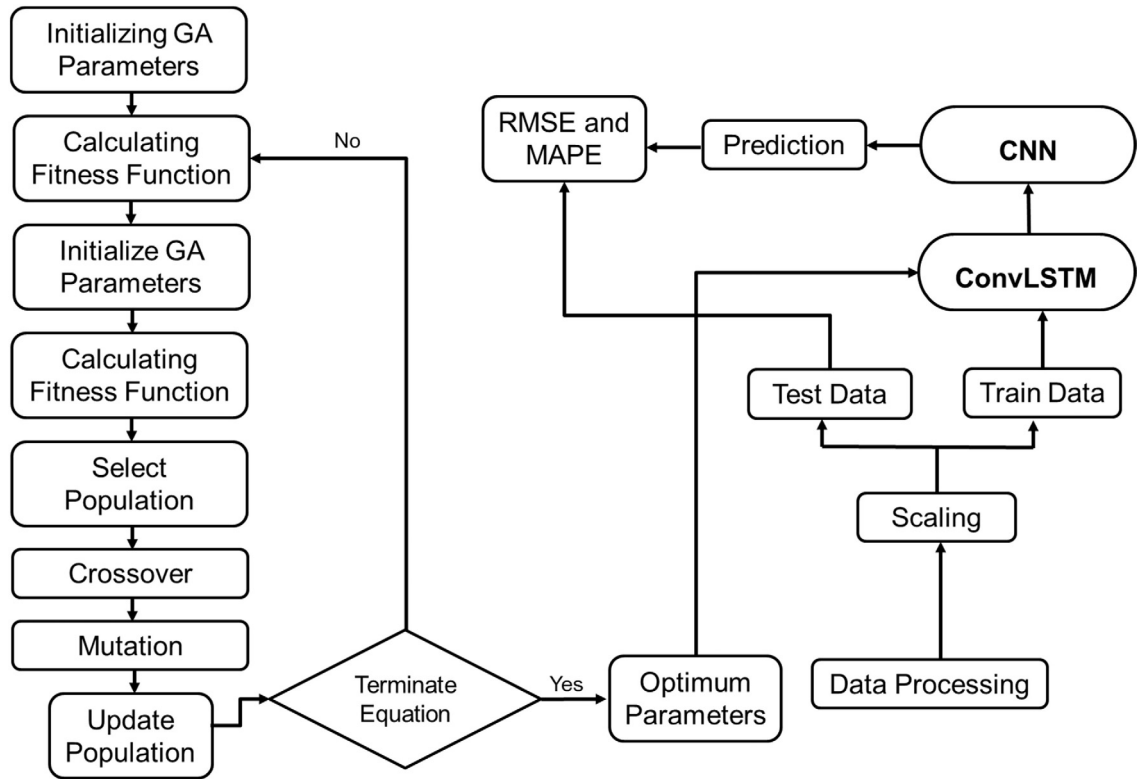 Initializing GA
Parameters
Calculating
Fitness Function
Initialize GA
Parameters
Calculating
Fitness Function
Select
Population
Crossover
Mutation
Update
Population
No
Terminate
Equation
Yes
Optimum
Parameters
RMSE and
MAPE
Prediction
CNN
ConvLSTM
Test Data
Train Data
Scaling
Data Processing